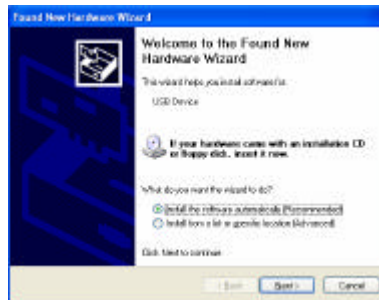 Found New Hardware Wizard
Welcome to the Found New
Hardware Wizard
This wizard helps you install software for:
USB Device
If your hardware came with an installation CD
or floppy disk, insert it now.
What do you want the wizard to do?
Install the software automatically (Recommended)
Install from a list or specific location (Advanced)
Click Next to continue
< Back
Next >
Cancel